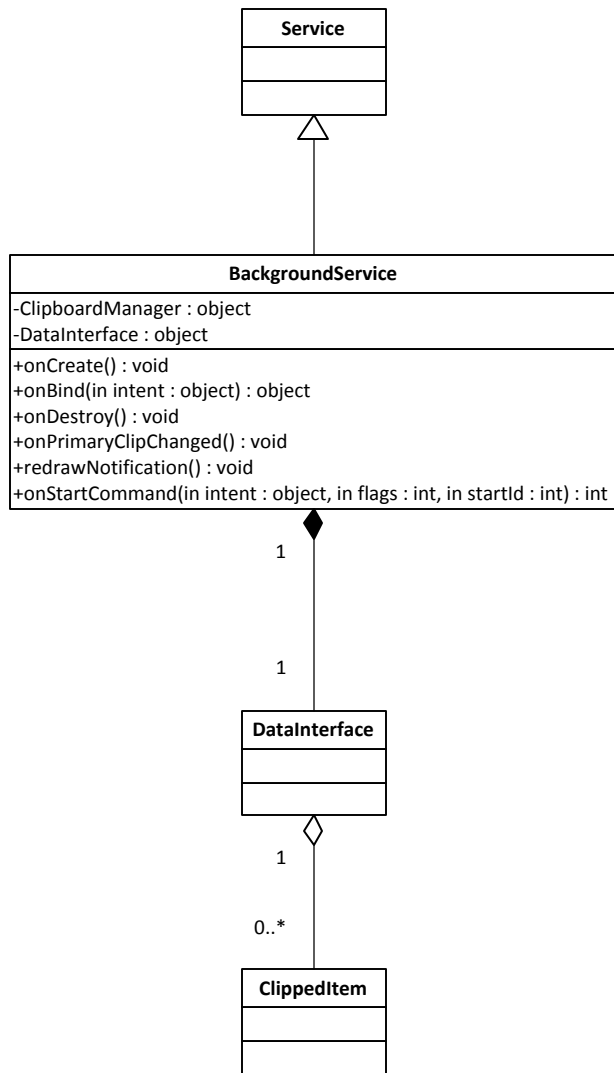 Service
BackgroundService
-ClipboardManager : object
-DataInterface : object
+onCreate() : void
+onBind(in intent : object) : object
+onDestroy() : void
+onPrimaryClipChanged() : void
+redrawNotification() : void
+onStartCommand(in intent : object, in flags : int, in startId : int) : int
1
1
DataInterface
1
0..*
ClippedItem